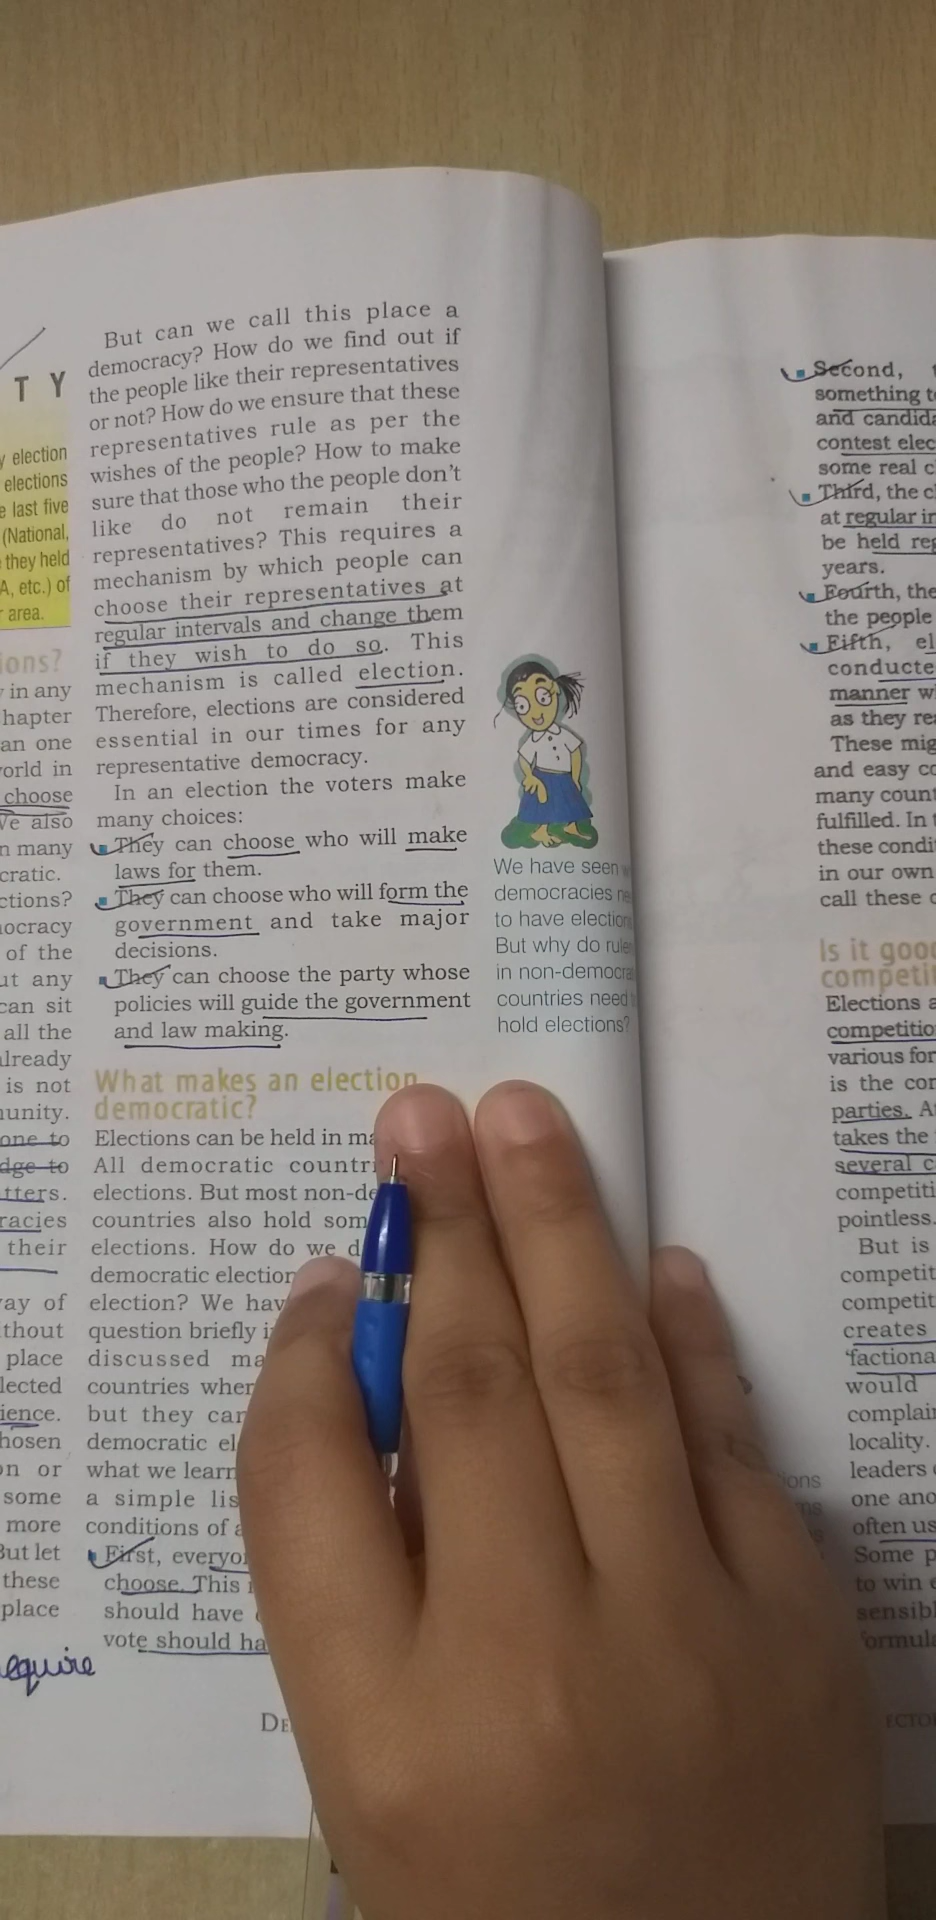 T Y
election
elections
last five
(National,
they held
A, etc.) of
area.
ions?
in any
hapter
an one
world in
choose
We also
n many
cratic.
ctions?
ocracy
of the
ut any
can sit
all the
already
is not
munity.
one to
dge to
tters.
racies
their
way of
thout
place
lected
ience.
hosen
on or
some
more
But let
these
place
equire
But can we call this place a
democracy? How do we find out if
the people like their representatives
or not? How do we ensure that these
representatives rule as per the
wishes of the people? How to make
sure that those who the people don't
like do not remain their
representatives? This requires a
mechanism by which people can
choose their representatives at
regular intervals and change them
if they wish to do so. This
mechanism is called election.
Therefore, elections are considered
essential in our times for any
representative democracy.
In an election the voters make
many choices:
They can choose who will make
laws for them.
They can choose who will form the
government and take major
decisions.
They can choose the party whose
policies will guide the government
and law making.
What makes an election
democratic?
Elections can be held in ma
All democratic countr
elections. But most non-de
countries also hold som
elections. How do we d
democratic election
election? We hav
question briefly i
discussed ma
countries wher
but they can
democratic el
what we learn
a simple lis
conditions of a
First, everyo
choose. This
should have
vote should ha
DE
We have seen
democracies ne
to have election
But why do rule
in non-democra
countries need
hold elections?
Second,
something to
and candida
contest elec
some real c
Third, the c
at regular in
be held reg
years.
Fourth, the
the people
Fifth, el
conducte
manner w
as they rea
These mig
and easy co
many count
fulfilled. In
these condi
in our own
call these
Is it good
competit
Elections a
competitio
various for
is the cor
parties. A
takes the
several c
competiti
pointless.
But is
competit
competit
creates
'factiona
would
complain
locality.
leaders
one ano
often us
Some p
to win e
sensibl
formula
ECTO